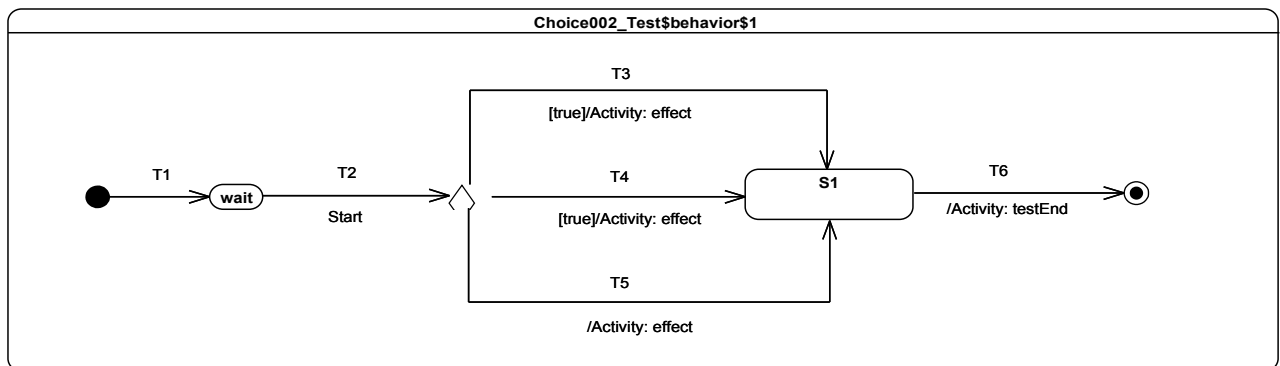 Choice002_Test$behavior$1
T3
[true]/Activity: effect
T1
wait
T2
Start
T4
[true]/Activity: effect
S1
T6
/Activity: testEnd
T5
/Activity: effect